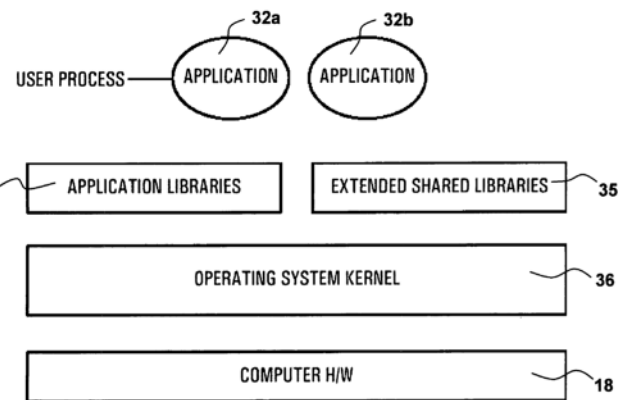 32a
32b
USER PROCESS
APPLICATION
APPLICATION
APPLICATION LIBRARIES
EXTENDED SHARED LIBRARIES
35
OPERATING SYSTEM KERNEL
36
COMPUTER H/W
18